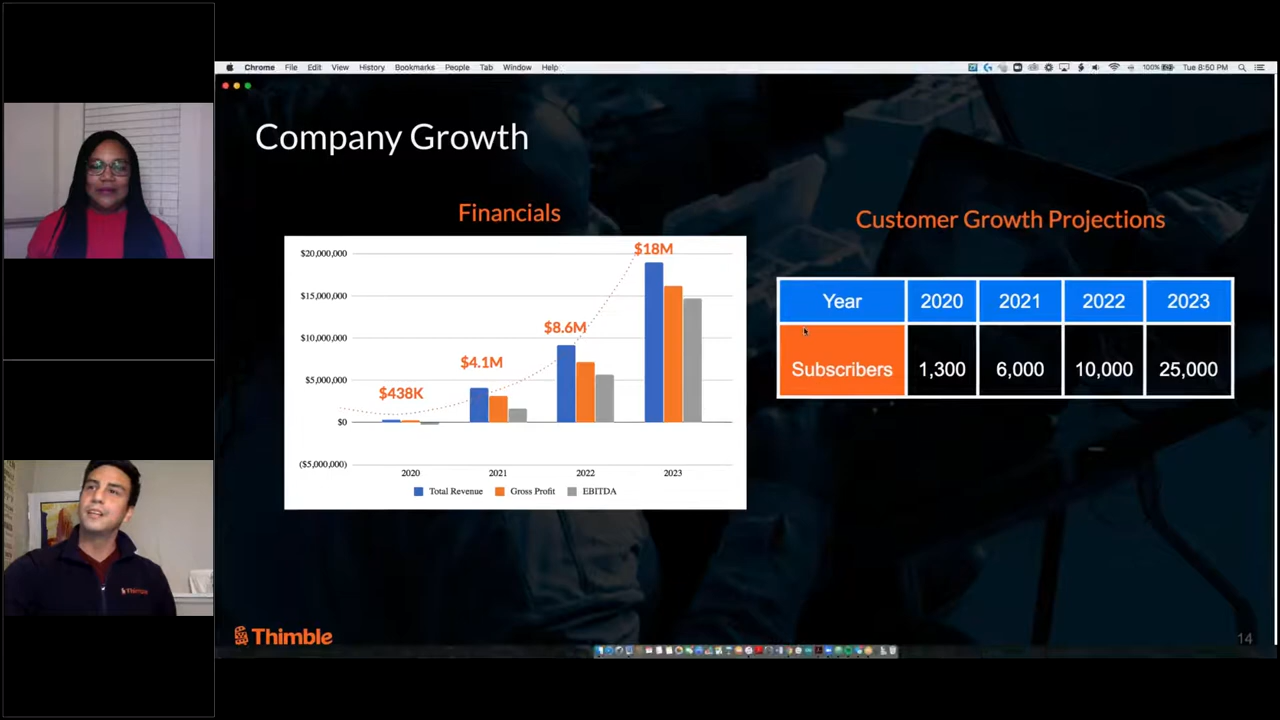 Chrome File Edit View History Bookmarks People Tab Window Help
100%
Tue 8:50 PM
Company Growth
Financials
$20,000,000
$15,000,000
$10,000,000
$5,000,000
$0
($5,000,000)
$438K
$4.1M
$8.6M
$18M
2020 2021 2022 2023
Total Revenue Gross Profit EBITDA
Customer Growth Projections
Year 2020 2021 2022 2023
Subscribers 1,300 6,000 10,000 25,000
Thimble
14